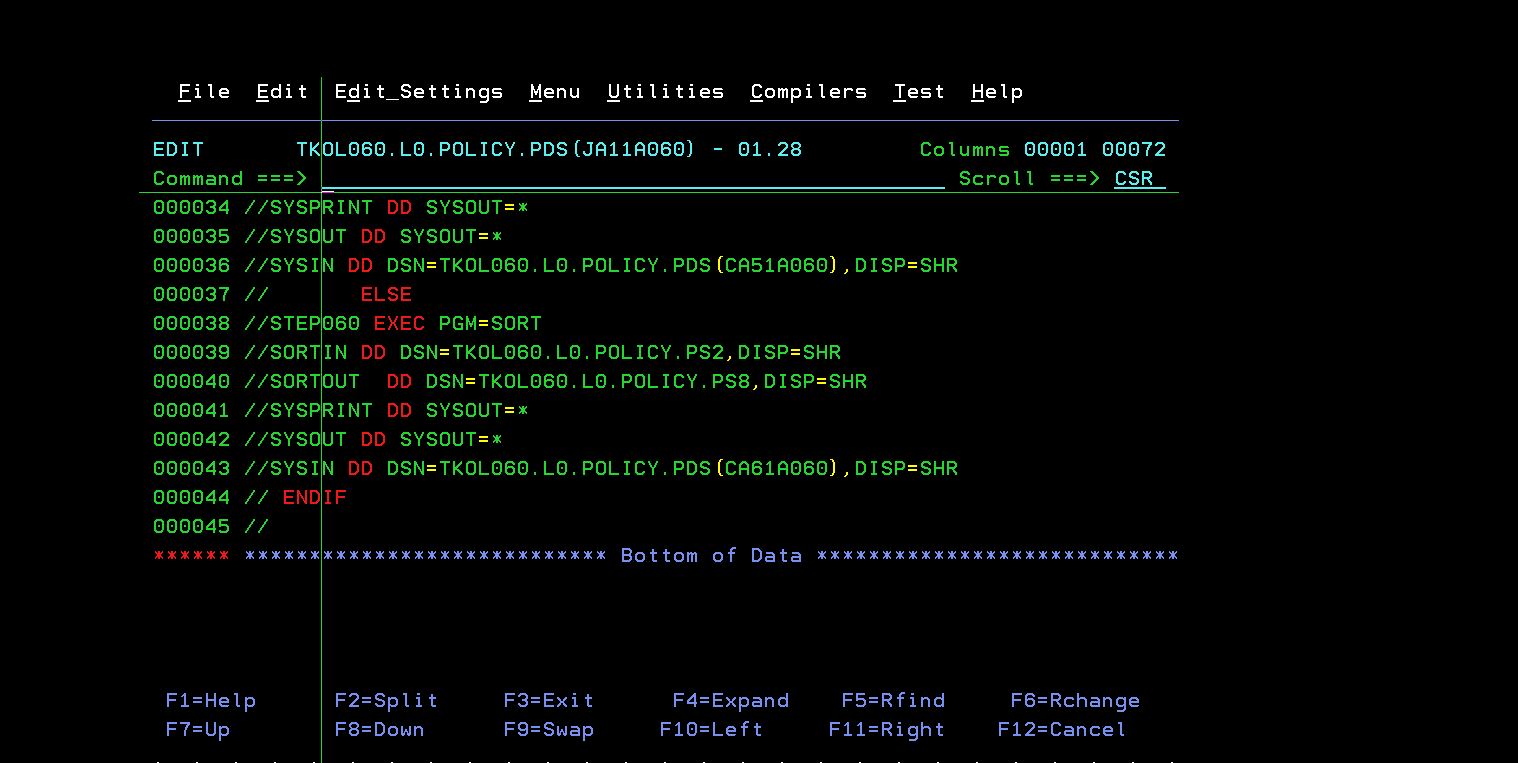 File  Edit  Edit_Settings  Menu  Utilities  Compilers  Test  Help
EDIT       TKOL060.L0.POLICY.PDS(JA11A060) - 01.28         Columns 00001 00072
Command ===>                                                  Scroll ===> CSR
000034 //SYSPRINT DD SYSOUT=*
000035 //SYSOUT DD SYSOUT=*
000036 //SYSIN DD DSN=TKOL060.L0.POLICY.PDS(CA51A060),DISP=SHR
000037 //       ELSE
000038 //STEP060 EXEC PGM=SORT
000039 //SORTIN DD DSN=TKOL060.L0.POLICY.PS2,DISP=SHR
000040 //SORTOUT  DD DSN=TKOL060.L0.POLICY.PS8,DISP=SHR
000041 //SYSPRINT DD SYSOUT=*
000042 //SYSOUT DD SYSOUT=*
000043 //SYSIN DD DSN=TKOL060.L0.POLICY.PDS(CA61A060),DISP=SHR
000044 // ENDIF
000045 //
****** **************************** Bottom of Data ****************************
F1=Help      F2=Split     F3=Exit      F4=Expand    F5=Rfind     F6=Rchange
F7=Up        F8=Down      F9=Swap     F10=Left     F11=Right    F12=Cancel